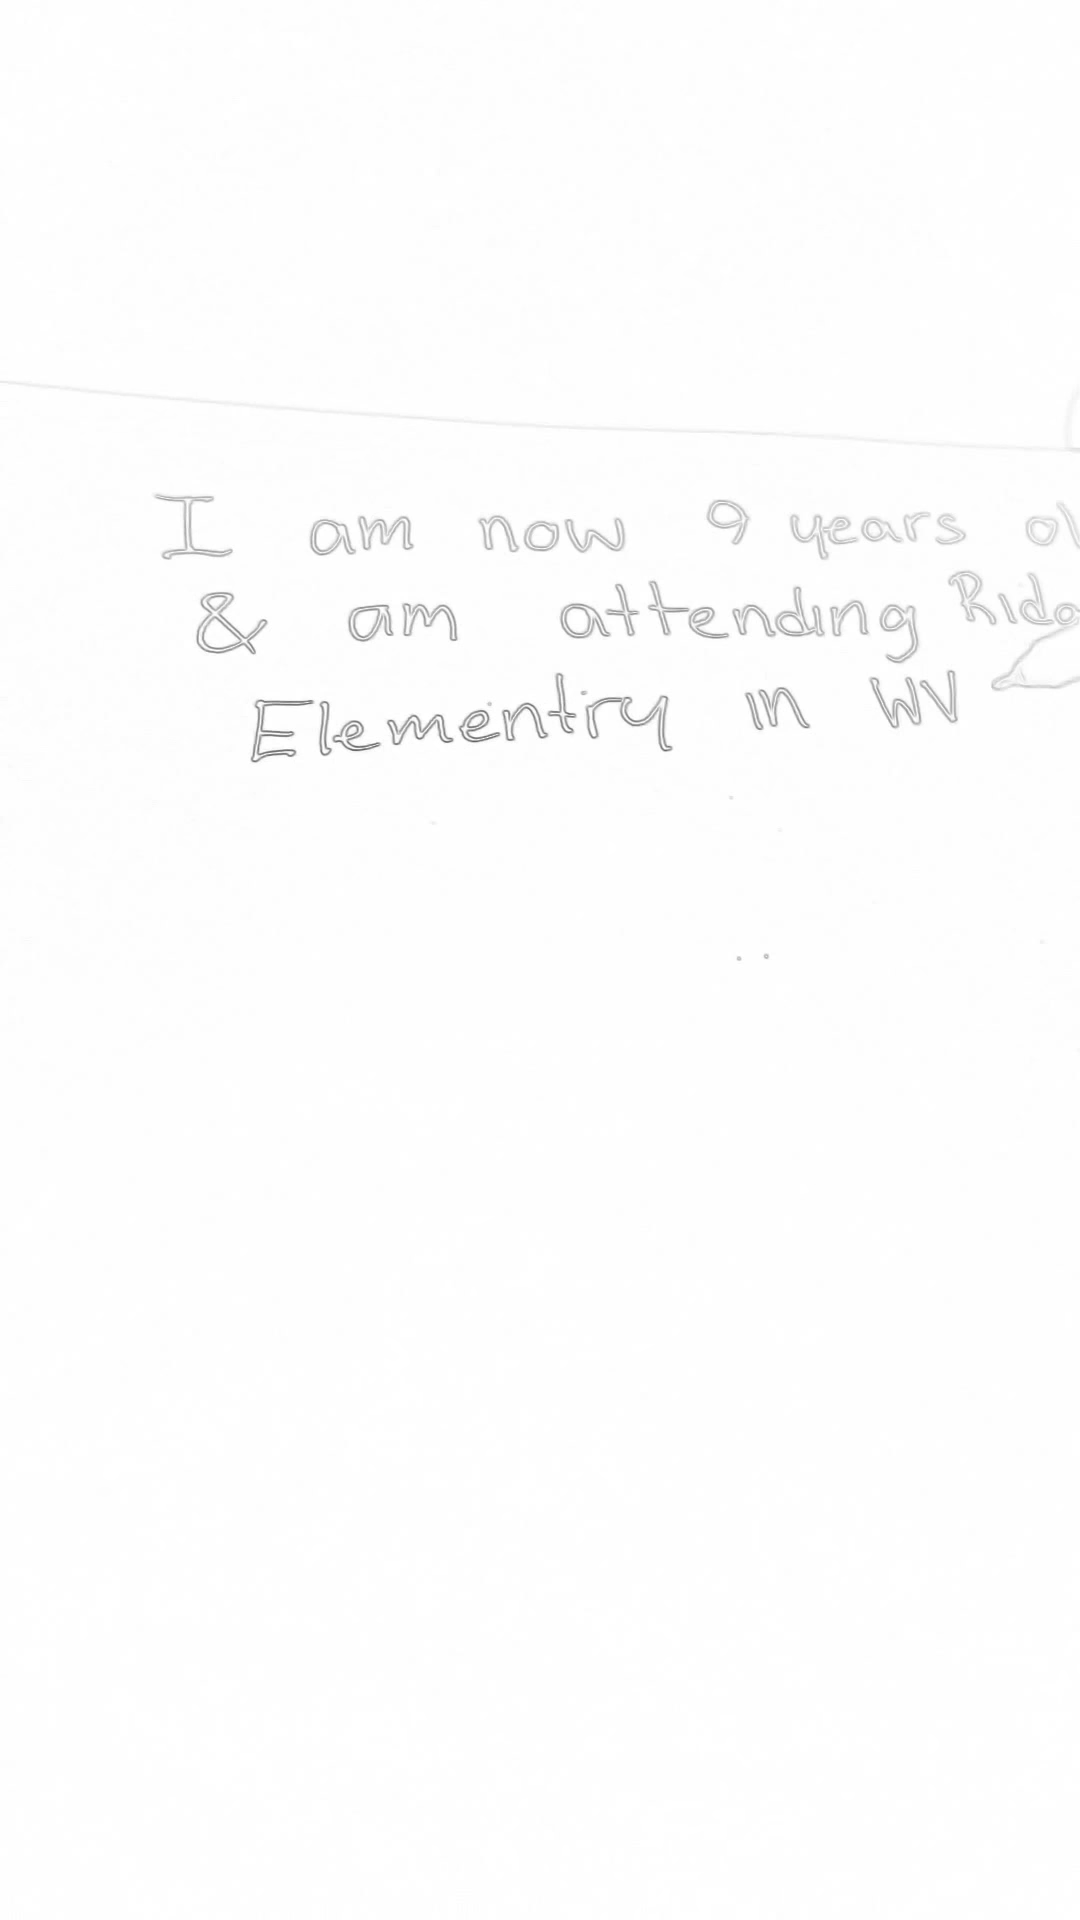 I am now 9 years
& am attending
Elementry in WV